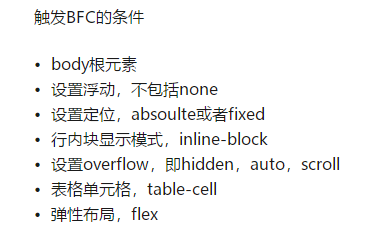 触发BFC的条件
• body根元素
• 设置浮动，不包括none
• 设置定位，absoulte或者fixed
• 行内块显示模式，inline-block
• 设置overflow，即hidden，auto，scroll
• 表格单元格，table-cell
• 弹性布局，flex